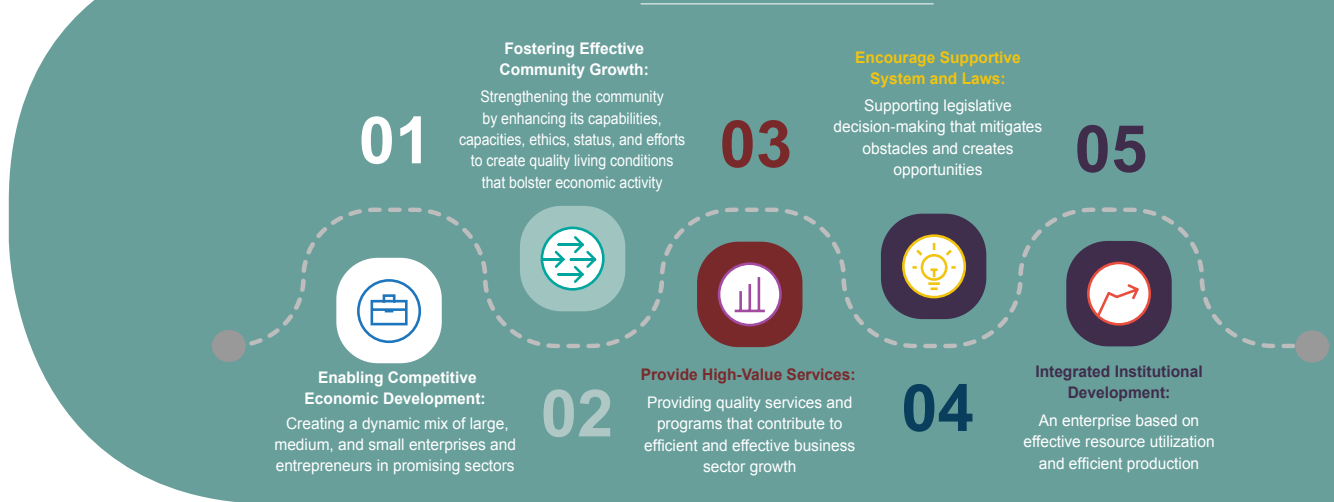 01
Enabling Competitive
Economic Development:
Creating a dynamic mix of large,
medium, and small enterprises and
entrepreneurs in promising sectors
Fostering Effective
Community Growth:
Strengthening the community
by enhancing its capabilities,
capacities, ethics, status, and efforts
to create quality living conditions
that bolster economic activity
02
03
Provide High-Value Services:
Providing quality services and
programs that contribute to
efficient and effective business
sector growth
Encourage Supportive
System and Laws:
Supporting legislative
decision-making that mitigates
obstacles and creates
opportunities
04
05
Integrated Institutional
Development:
An enterprise based on
effective resource utilization
and efficient production